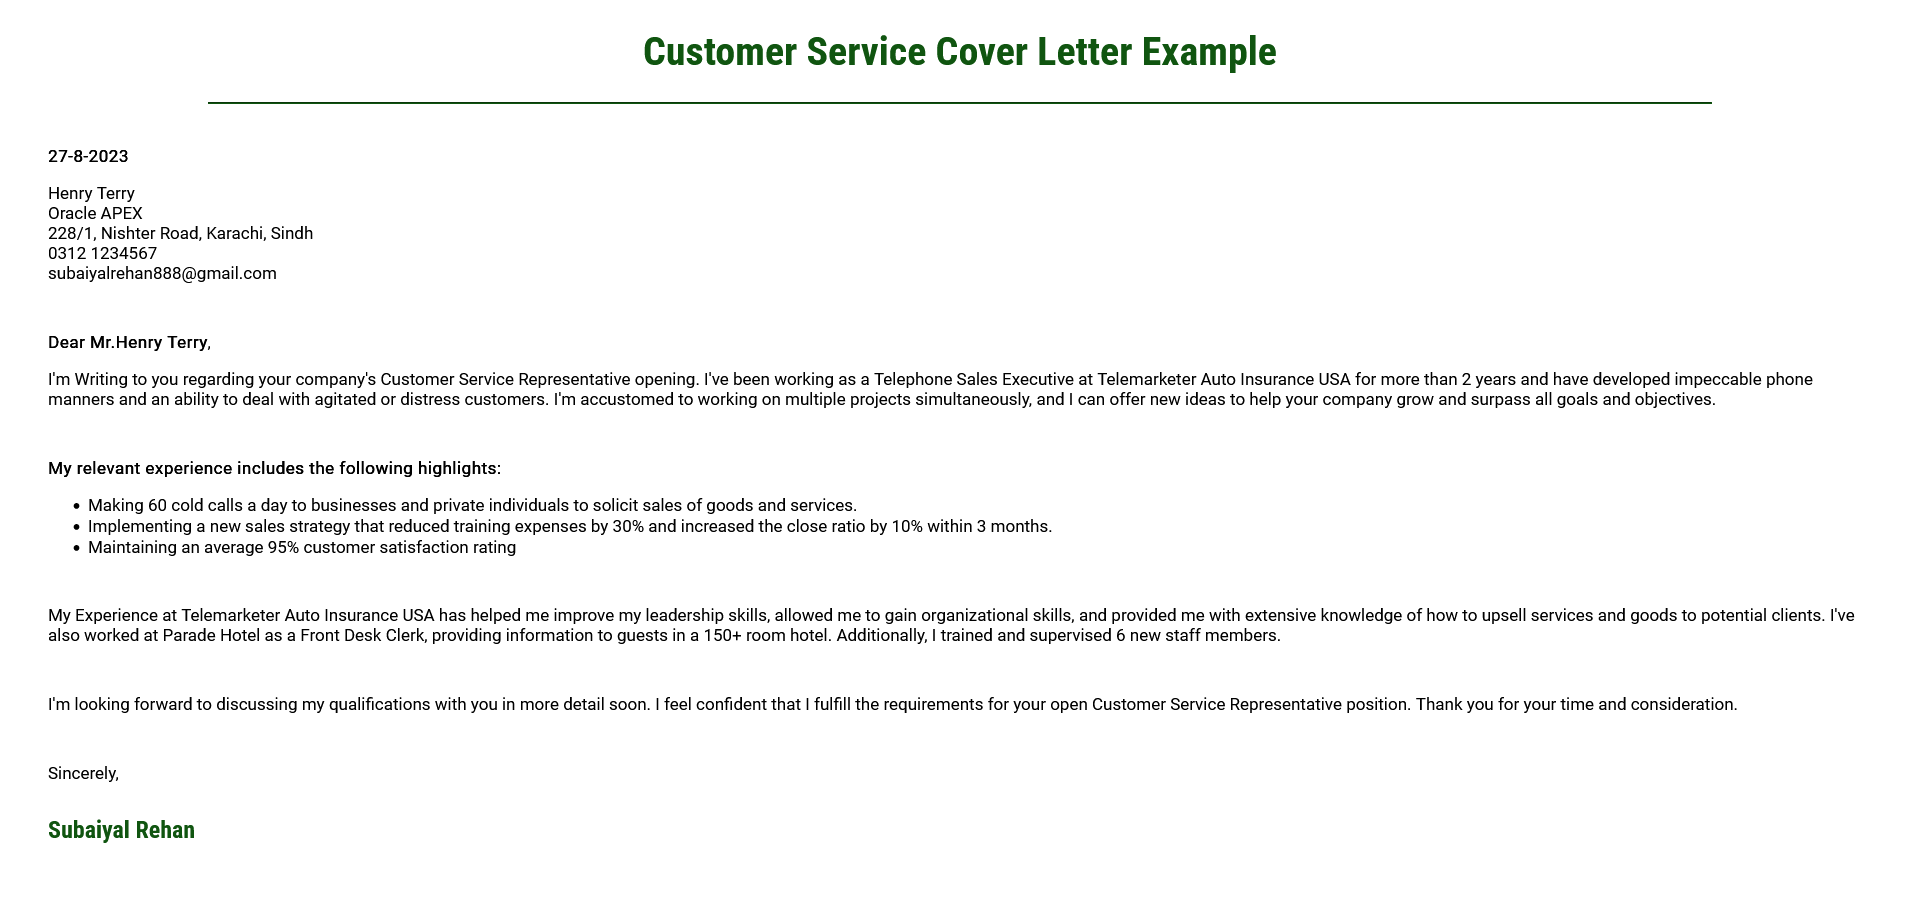 Customer Service Cover Letter Example
27-8-2023
Henry Terry
Oracle APEX
228/1, Nishter Road, Karachi, Sindh
0312 1234567
subaiyalrehan888@gmail.com
Dear Mr.Henry Terry,
I'm Writing to you regarding your company's Customer Service Representative opening. I've been working as a Telephone Sales Executive at Telemarketer Auto Insurance USA for more than 2 years and have developed impeccable phone
manners and an ability to deal with agitated or distress customers. I'm accustomed to working on multiple projects simultaneously, and I can offer new ideas to help your company grow and surpass all goals and objectives.
My relevant experience includes the following highlights:
• Making 60 cold calls a day to businesses and private individuals to solicit sales of goods and services.
• Implementing a new sales strategy that reduced training expenses by 30% and increased the close ratio by 10% within 3 months.
• Maintaining an average 95% customer satisfaction rating
My Experience at Telemarketer Auto Insurance USA has helped me improve my leadership skills, allowed me to gain organizational skills, and provided me with extensive knowledge of how to upsell services and goods to potential clients. I've
also worked at Parade Hotel as a Front Desk Clerk, providing information to guests in a 150+ room hotel. Additionally, I trained and supervised 6 new staff members.
I'm looking forward to discussing my qualifications with you in more detail soon. I feel confident that I fulfill the requirements for your open Customer Service Representative position. Thank you for your time and consideration.
Sincerely,
Subaiyal Rehan